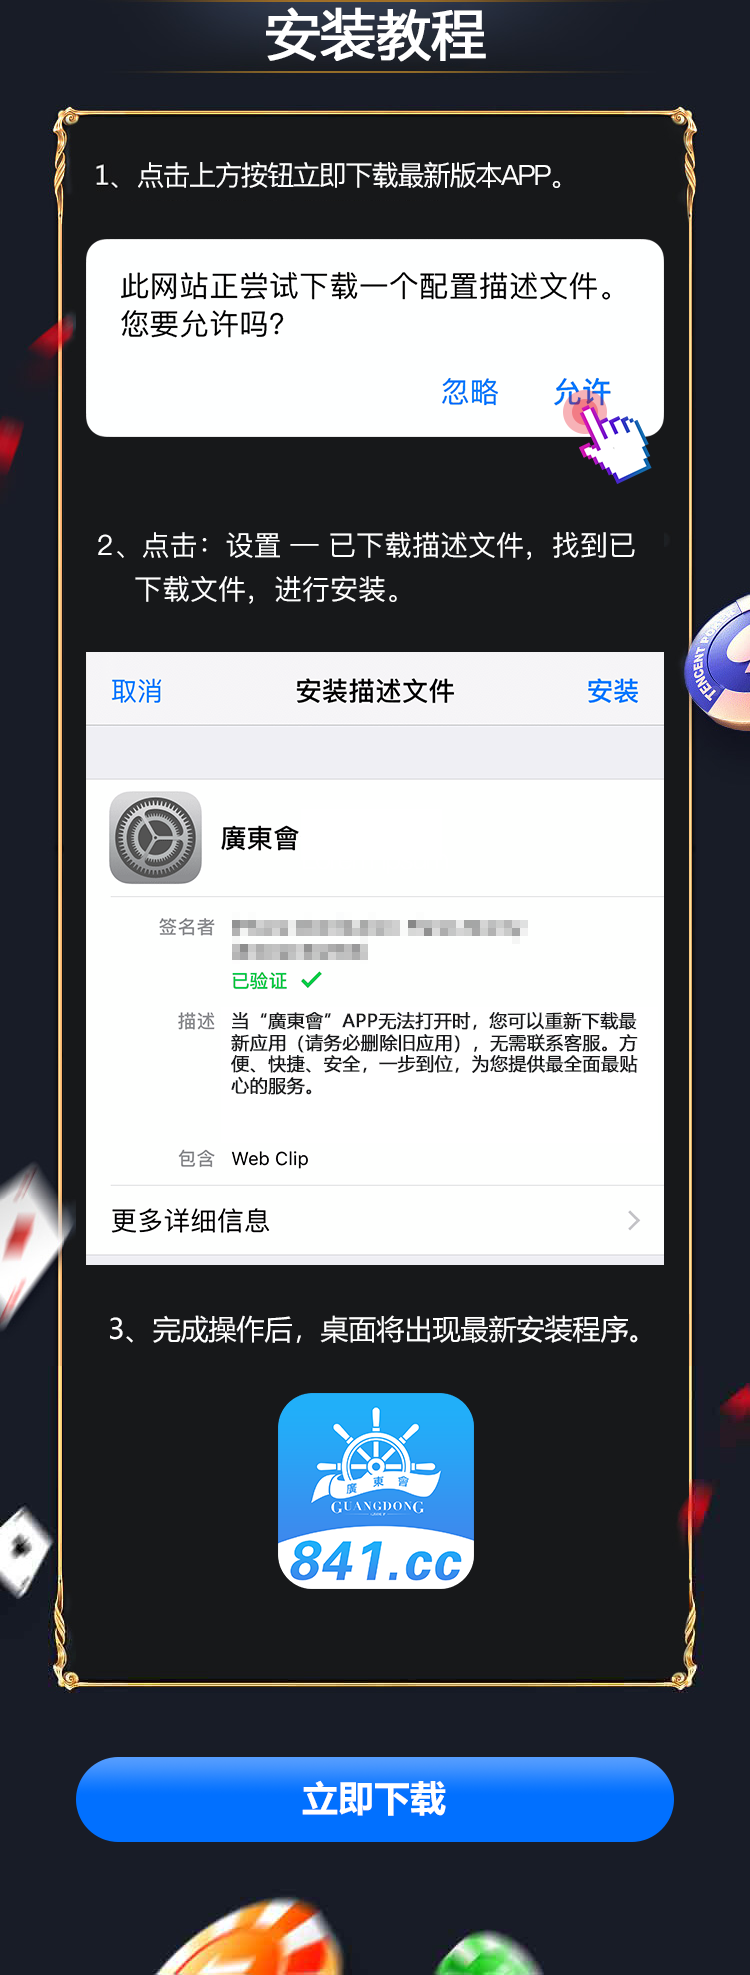 安装教程
1、点击上方按钮立即下载最新版本APP。
此网站正尝试下载一个配置描述文件。
您要允许吗？
忽略 允许
2、点击：设置 — 已下载描述文件，找到已
下载文件，进行安装。
TENCENT POKER
取消 安装描述文件 安装
廣東會
签名者
已验证
描述 当“廣東會”APP无法打开时，您可以重新下载最
新应用（请务必删除旧应用），无需联系客服。方
便、快捷、安全，一步到位，为您提供最全面最贴
心的服务。
包含 Web Clip
更多详细信息
3、完成操作后，桌面将出现最新安装程序。
廣東會
GUANGDONG
841.cc
立即下载